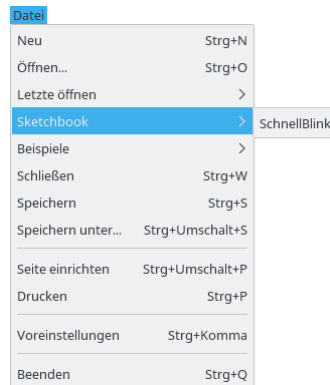 Datei
Neu Strg+N
Öffnen... Strg+O
Letzte öffnen
Sketchbook SchnellBlink
Beispiele
Schließen Strg+W
Speichern Strg+S
Speichern unter... Strg+Umschalt+S
Seite einrichten Strg+Umschalt+P
Drucken Strg+P
Voreinstellungen Strg+Komma
Beenden Strg+Q